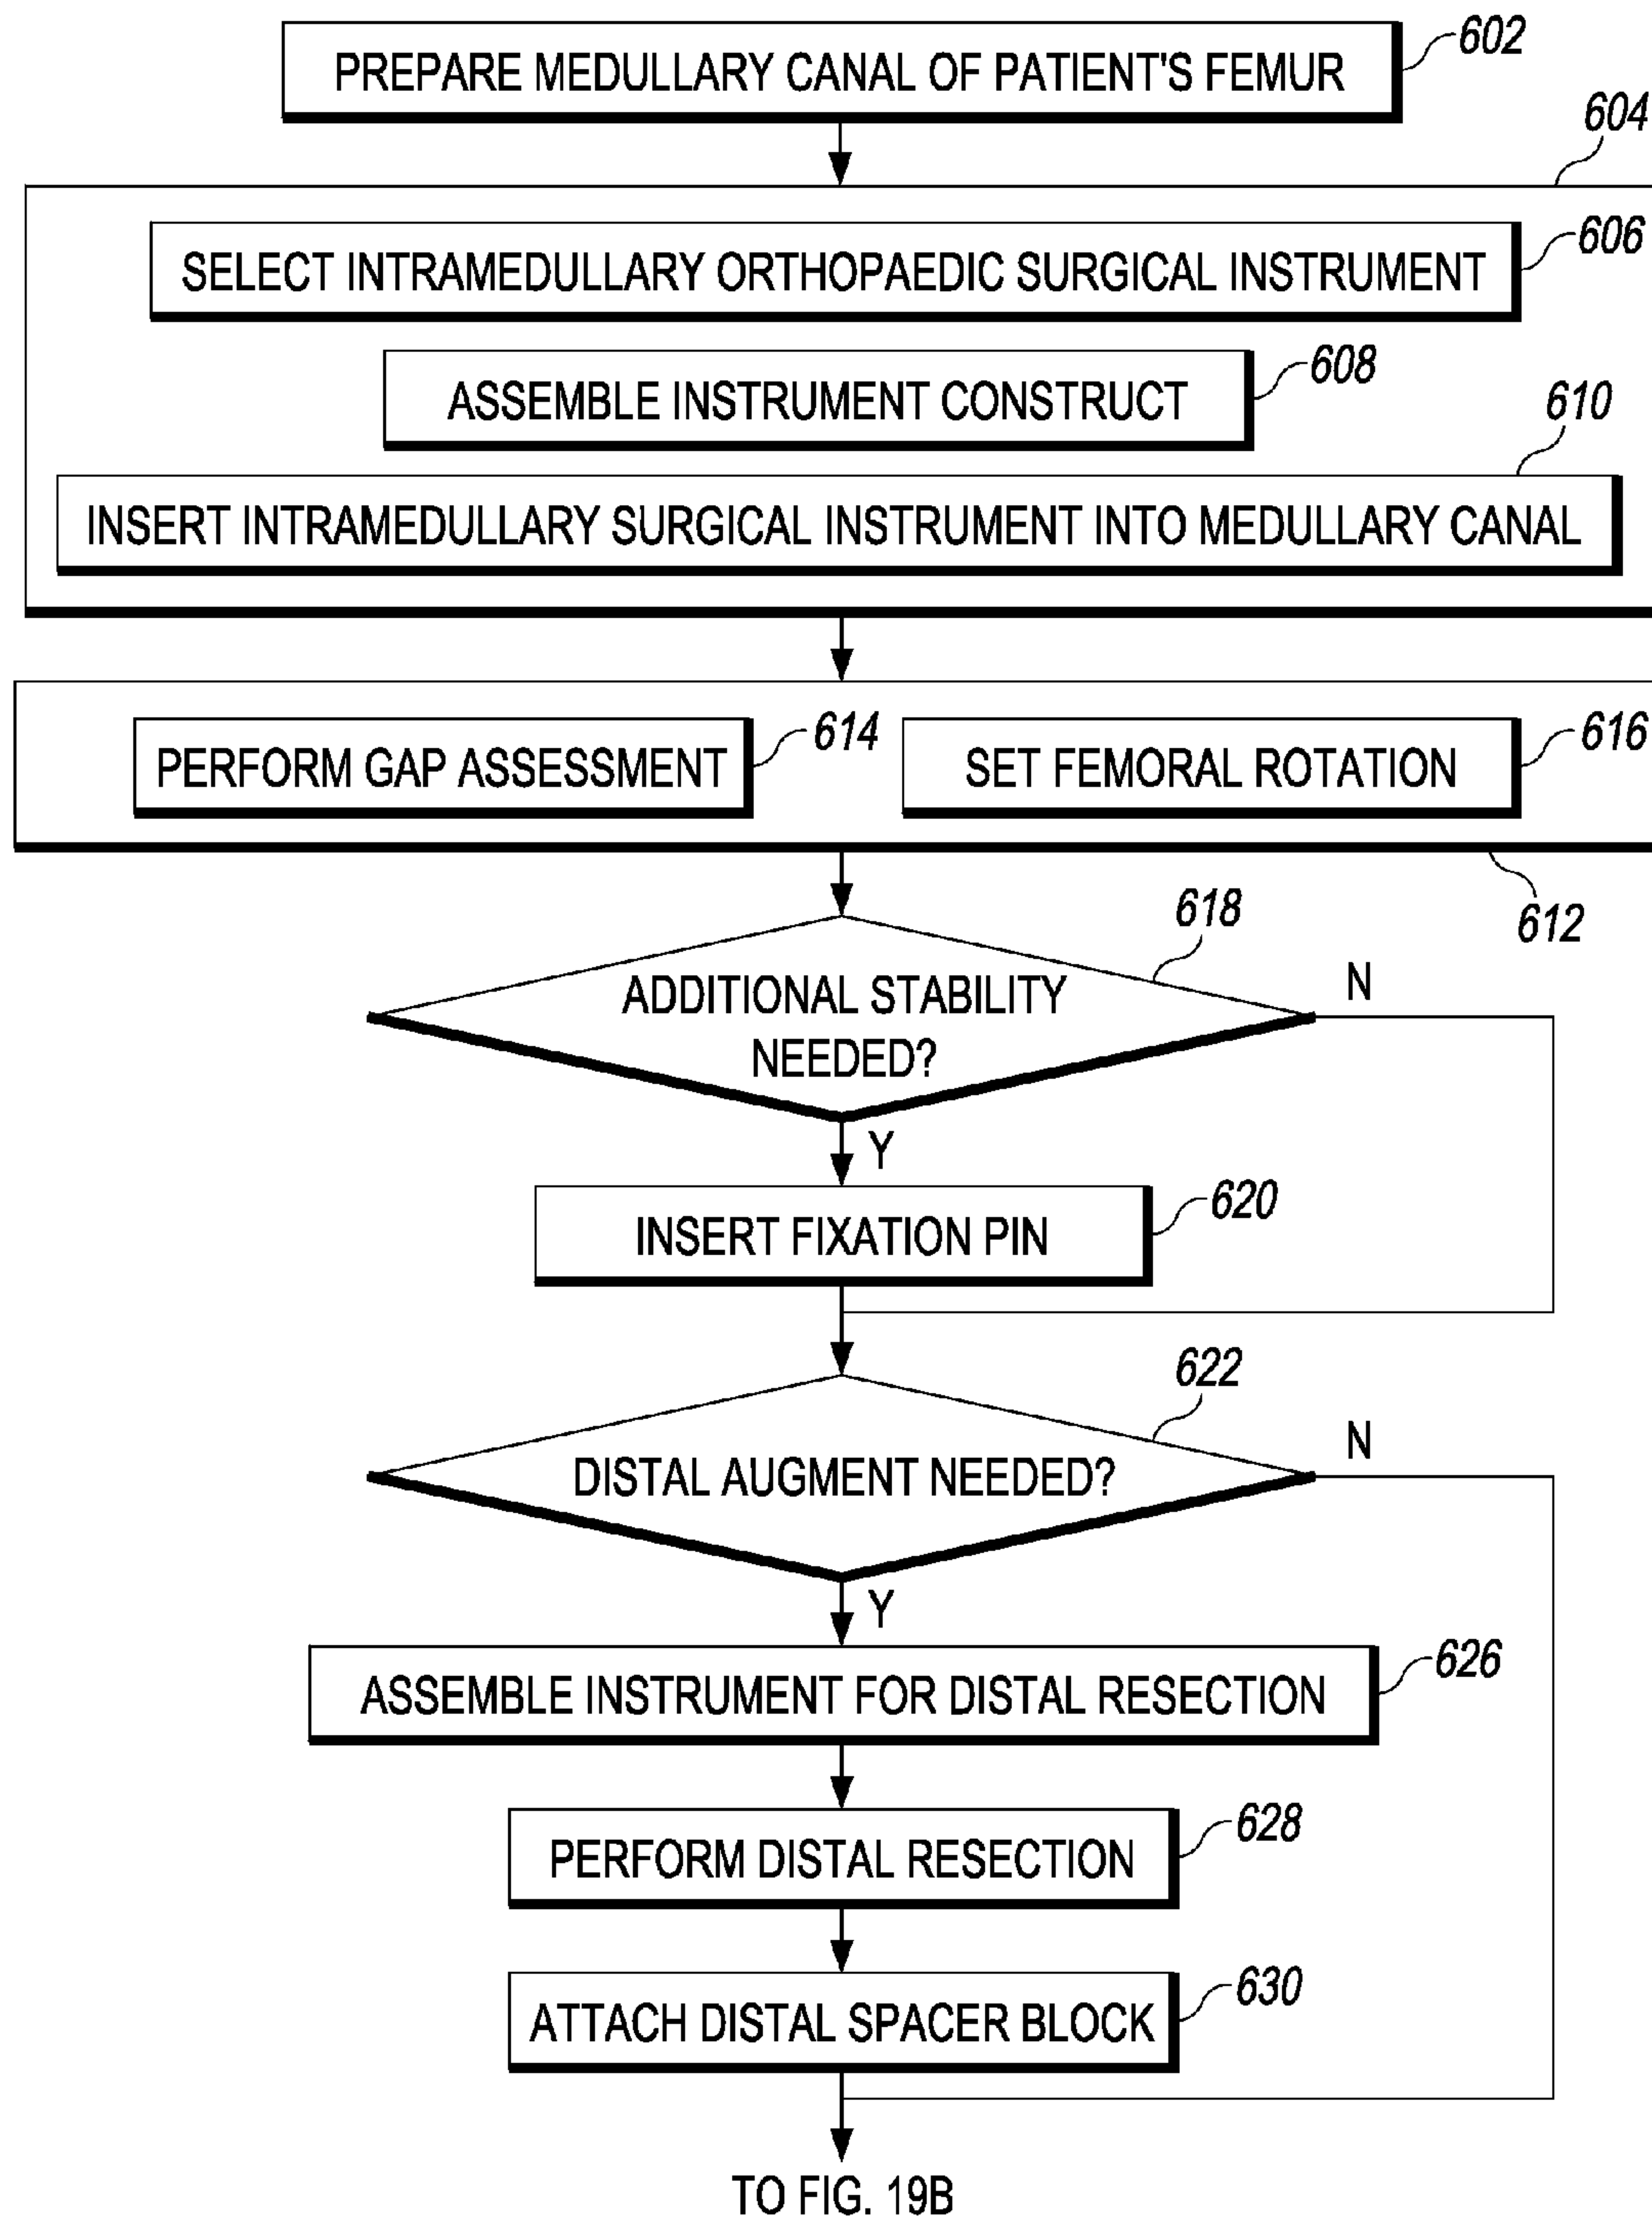 PREPARE MEDULLARY CANAL OF PATIENT'S FEMUR
602
604
SELECT INTRAMEDULLARY ORTHOPAEDIC SURGICAL INSTRUMENT
606
ASSEMBLE INSTRUMENT CONSTRUCT
608
610
INSERT INTRAMEDULLARY SURGICAL INSTRUMENT INTO MEDULLARY CANAL
PERFORM GAP ASSESSMENT
614
SET FEMORAL ROTATION
616
612
618
ADDITIONAL STABILITY
NEEDED?
N
Y
INSERT FIXATION PIN
620
622
DISTAL AUGMENT NEEDED?
N
Y
ASSEMBLE INSTRUMENT FOR DISTAL RESECTION
626
PERFORM DISTAL RESECTION
628
ATTACH DISTAL SPACER BLOCK
630
TO FIG. 19B